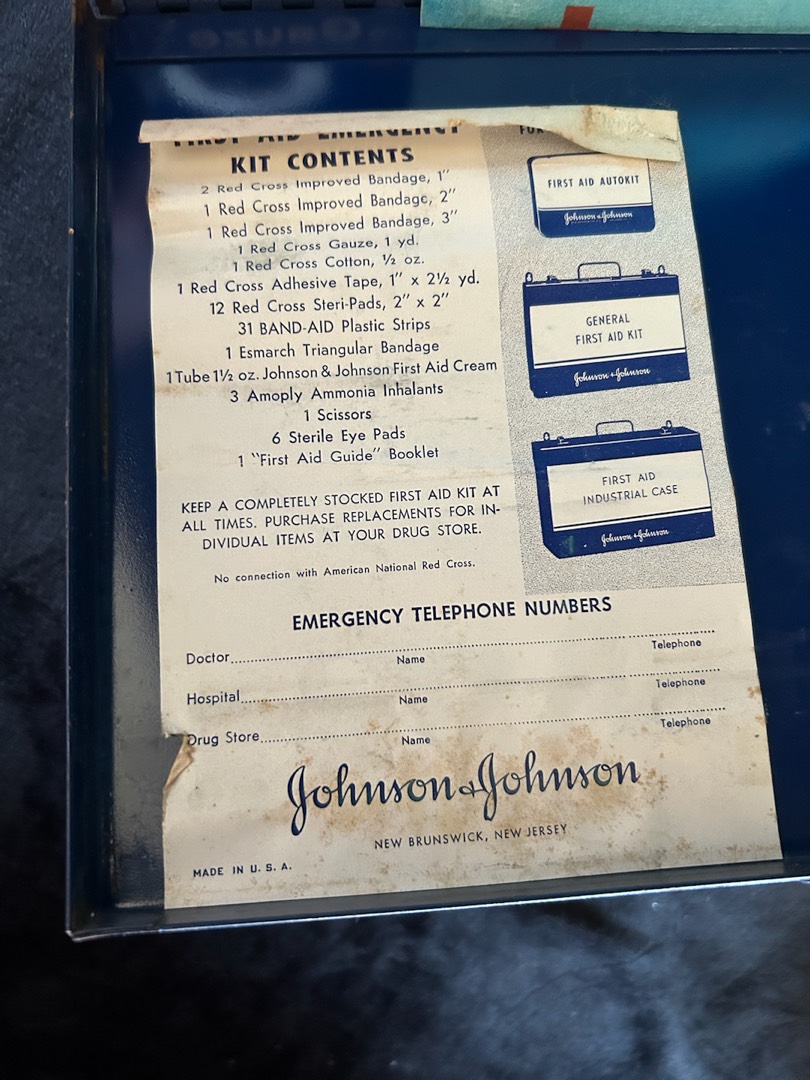 FIRST AID EMERGENCY
KIT CONTENTS
2 Red Cross Improved Bandage, 1"
1 Red Cross Improved Bandage, 2"
1 Red Cross Improved Bandage, 3"
1 Red Cross Gauze, 1 yd.
1 Red Cross Cotton, ½ oz.
1 Red Cross Adhesive Tape, 1" x 2½ yd.
12 Red Cross Steri-Pads, 2" x 2"
31 BAND-AID Plastic Strips
1 Esmarch Triangular Bandage
1 Tube 1½ oz. Johnson & Johnson First Aid Cream
3 Amoply Ammonia Inhalants
1 Scissors
6 Sterile Eye Pads
1 "First Aid Guide" Booklet
KEEP A COMPLETELY STOCKED FIRST AID KIT AT
ALL TIMES. PURCHASE REPLACEMENTS FOR IN-
DIVIDUAL ITEMS AT YOUR DRUG STORE.
No connection with American National Red Cross.
FOR
FIRST AID AUTOKIT
Johnson & Johnson
GENERAL
FIRST AID KIT
Johnson & Johnson
FIRST AID
INDUSTRIAL CASE
Johnson & Johnson
EMERGENCY TELEPHONE NUMBERS
Doctor
Name Telephone
Hospital
Name Telephone
Drug Store
Name Telephone
Johnson & Johnson
NEW BRUNSWICK, NEW JERSEY
MADE IN U. S. A.